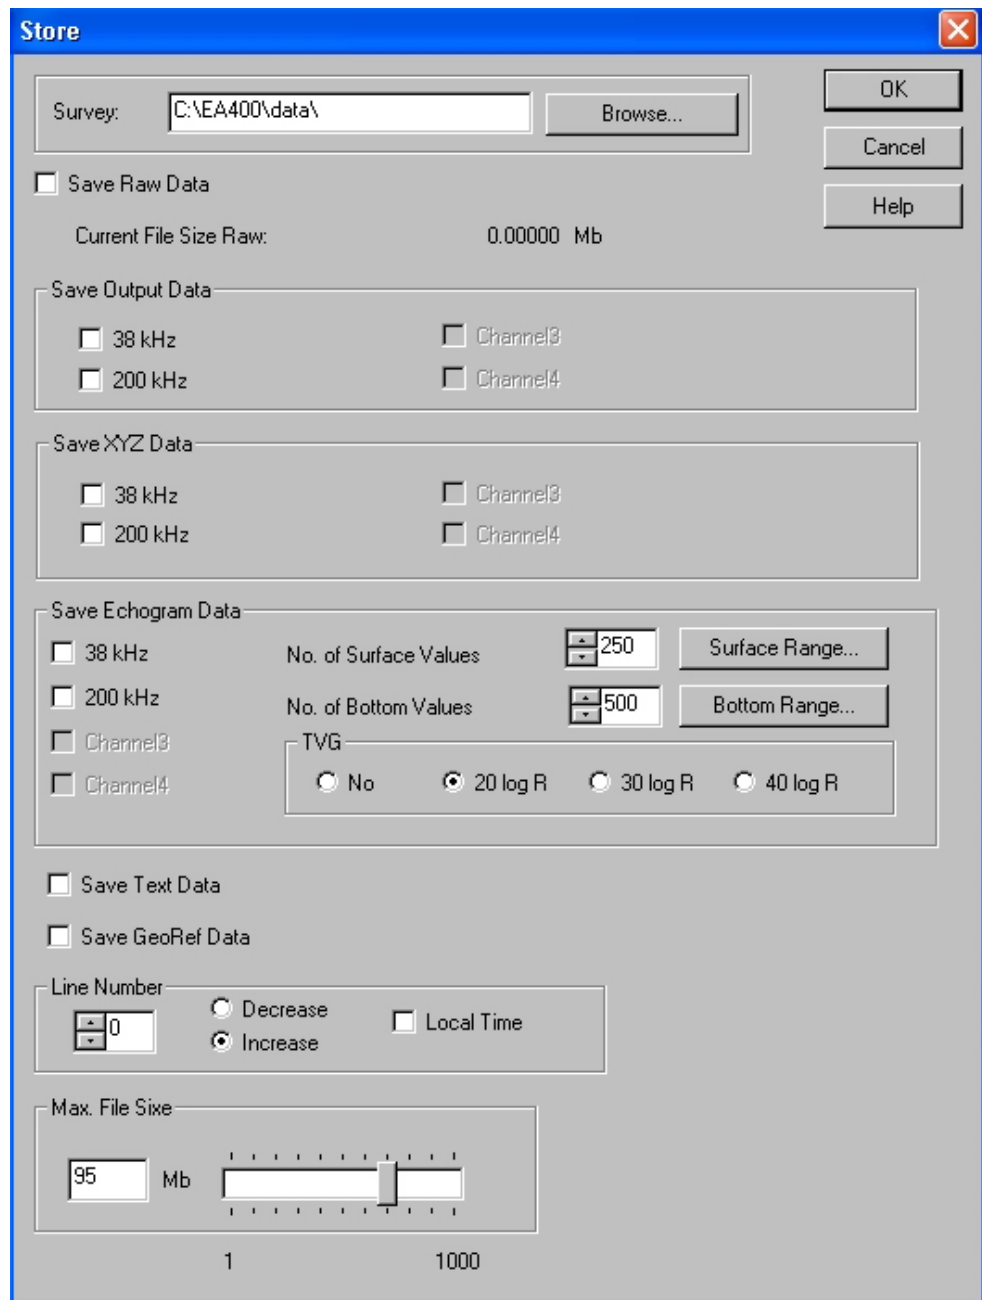 Store
Survey: C:\EA400\data\ Browse... OK
Cancel
Save Raw Data
Help
Current File Size Raw: 0.00000 Mb
Save Output Data
38 kHz Channel3
200 kHz Channel4
Save XYZ Data
38 kHz Channel3
200 kHz Channel4
Save Echogram Data
38 kHz No. of Surface Values 250 Surface Range...
200 kHz No. of Bottom Values 500 Bottom Range...
Channel3 TVG
Channel4 No 20 log R 30 log R 40 log R
Save Text Data
Save GeoRef Data
Line Number
0 Decrease Local Time
Increase
Max. File Sixe
95 Mb
1 1000